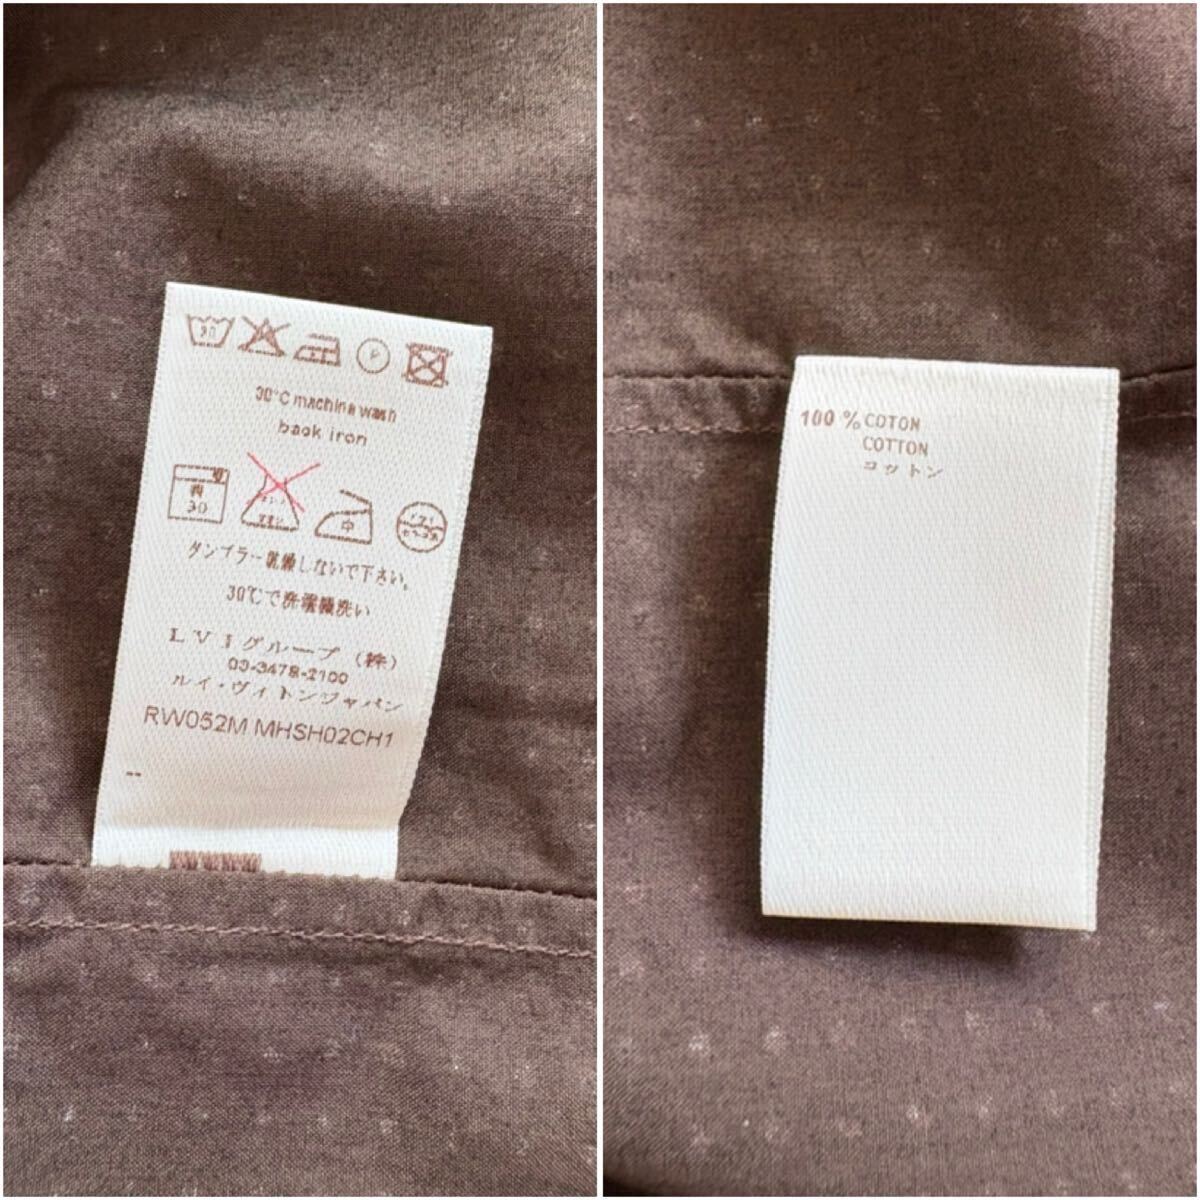 30
P
30°C machine wash
back iron
30
中
タンブラー乾燥しないで下さい。
30℃で洗濯機洗い
LVJグループ(株)
03-3478-2100
ルイ・ヴィトンジャパン
RW052M MHSH02CH1
--
100 % COTON
COTTON
コットン